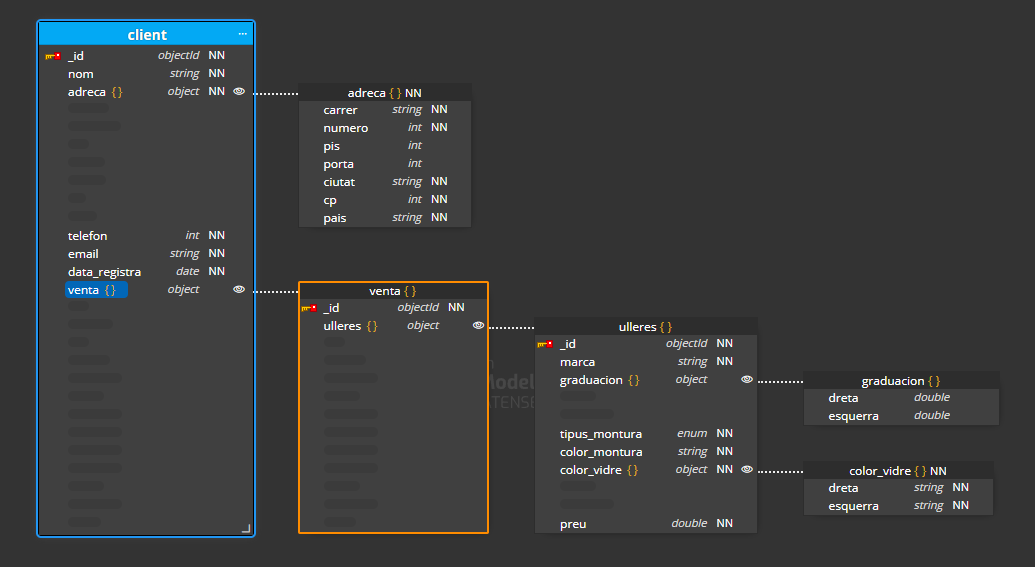 client ...
_id objectId NN
nom string NN
adreca {} object NN
telefon int NN
email string NN
data_registra date NN
venta {} object
adreca {} NN
carrer string NN
numero int NN
pis int
porta int
ciutat string NN
cp int NN
pais string NN
venta {}
_id objectId NN
ulleres {} object
Model
ulleres {}
_id objectId NN
marca string NN
graduacion {} object
tipus_montura enum NN
color_montura string NN
color_vidre {} object NN
preu double NN
graduacion {}
dreta double
esquerra double
color_vidre {} NN
dreta string NN
esquerra string NN